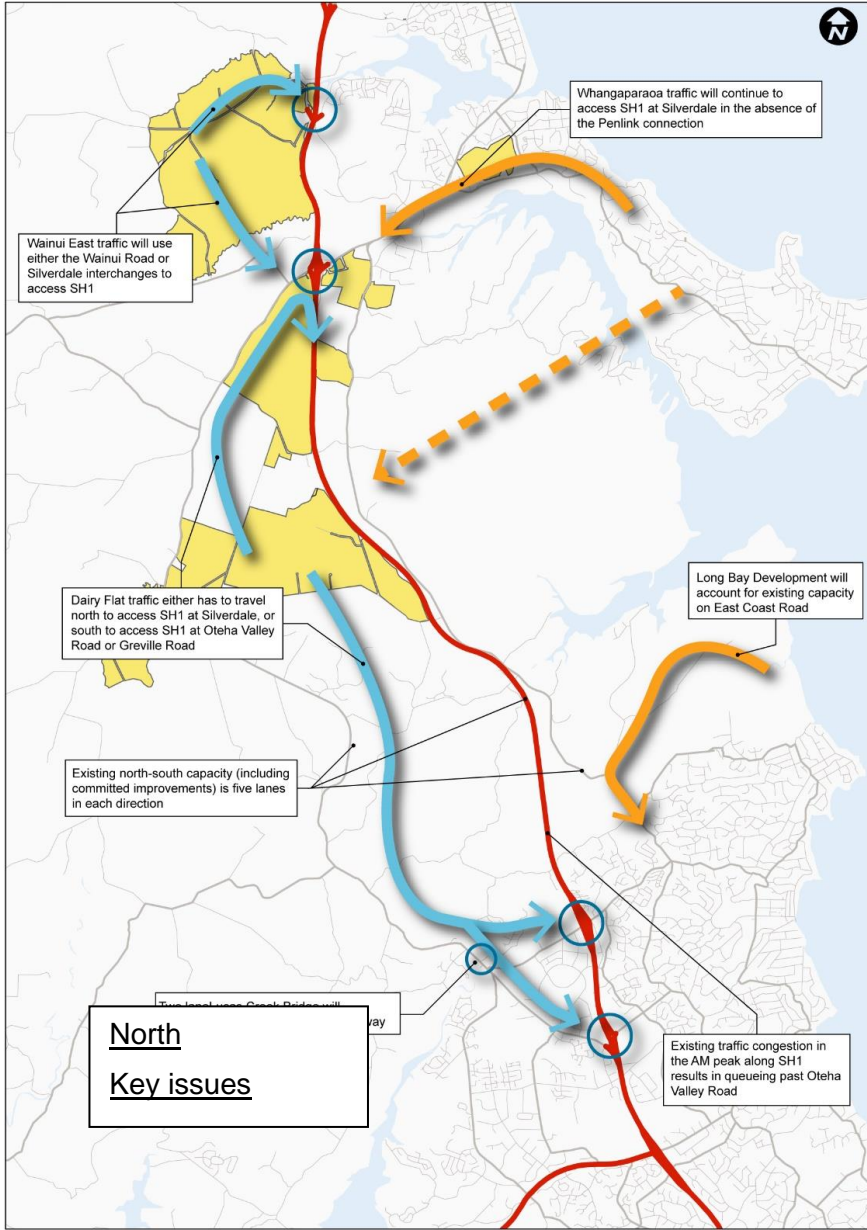 N
Whangaparaoa traffic will continue to
access SH1 at Silverdale in the absence of
the Penlink connection
Wainui East traffic will use
either the Wainui Road or
Silverdale interchanges to
access SH1
Long Bay Development will
account for existing capacity
on East Coast Road
Dairy Flat traffic either has to travel
north to access SH1 at Silverdale, or
south to access SH1 at Oteha Valley
Road or Greville Road
Existing north-south capacity (including
committed improvements) is five lanes
in each direction
North
Key issues
Existing traffic congestion in
the AM peak along SH1
results in queueing past Oteha
Valley Road